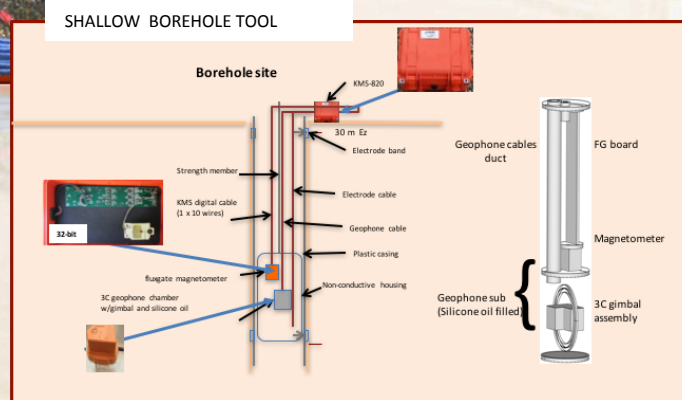 SHALLOW BOREHOLE TOOL
Borehole site
KMS-820
30 m Ez
Electrode band
Strength member
KMS digital cable
(1 x 10 wires)
Electrode cable
Geophone cable
32-bit
Plastic casing
fluxgate magnetometer
Non-conductive housing
3C geophone chamber
w/gimbal and silicone oil
Geophone cables
duct
FG board
Magnetometer
Geophone sub
(Silicone oil filled)
3C gimbal
assembly